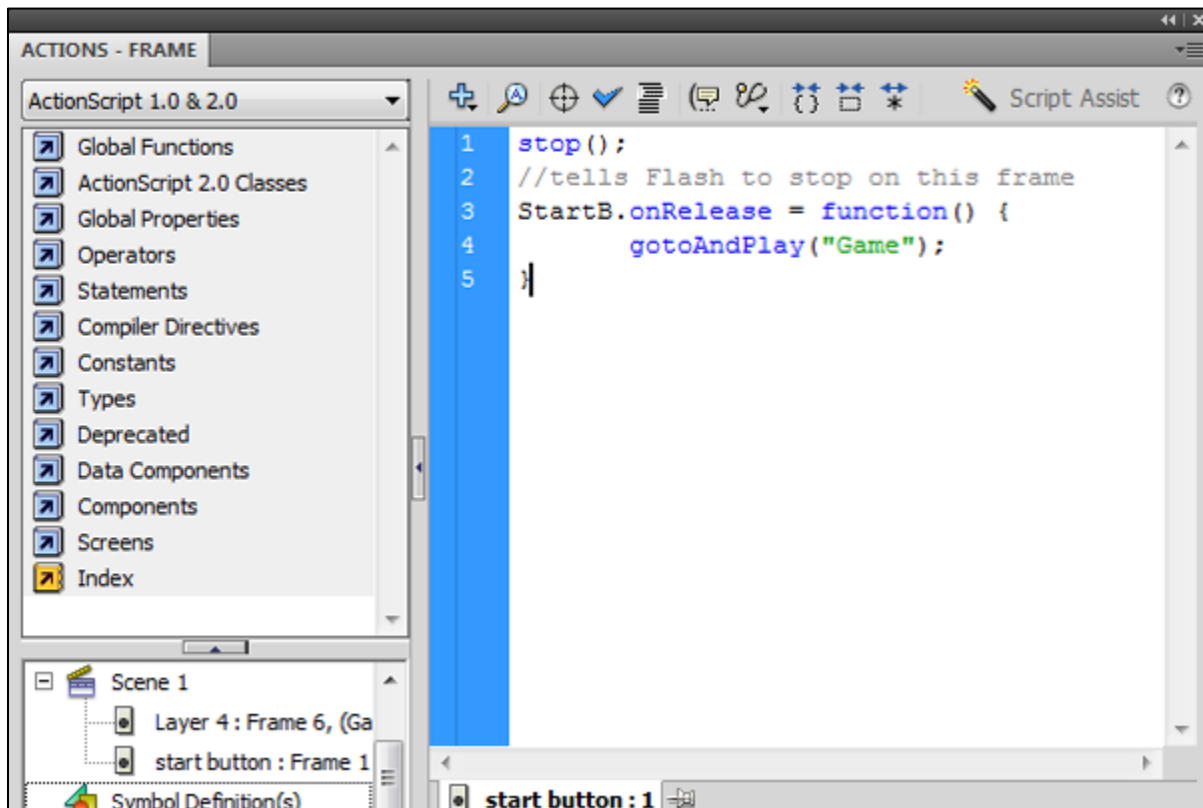 ACTIONS - FRAME
ActionScript 1.0 & 2.0
Global Functions
ActionScript 2.0 Classes
Global Properties
Operators
Statements
Compiler Directives
Constants
Types
Deprecated
Data Components
Components
Screens
Index
Scene 1
Layer 4 : Frame 6, (Ga
start button : Frame 1
Symbol Definition(s)
Script Assist
1 stop();
2 //tells Flash to stop on this frame
3 StartB.onRelease = function() {
4 gotoAndPlay("Game");
5 }
start button : 1